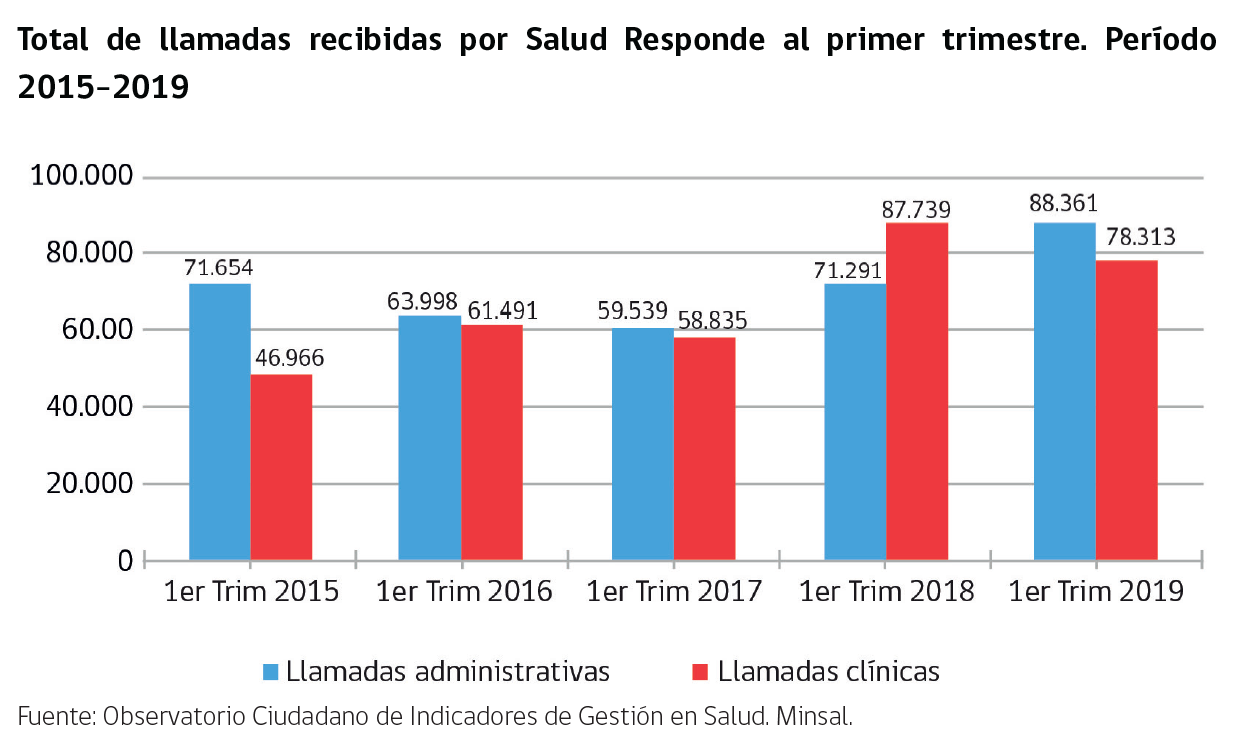 Total de llamadas recibidas por Salud Responde al primer trimestre. Período
2015-2019
100.000
80.000
60.00
40.000
20.000
0
71.654
46.966
63.998
61.491
59.539
58.835
71.291
87.739
88.361
78.313
1er Trim 2015
1er Trim 2016
1er Trim 2017
1er Trim 2018
1er Trim 2019
Llamadas administrativas
Llamadas clínicas
Fuente: Observatorio Ciudadano de Indicadores de Gestión en Salud. Minsal.